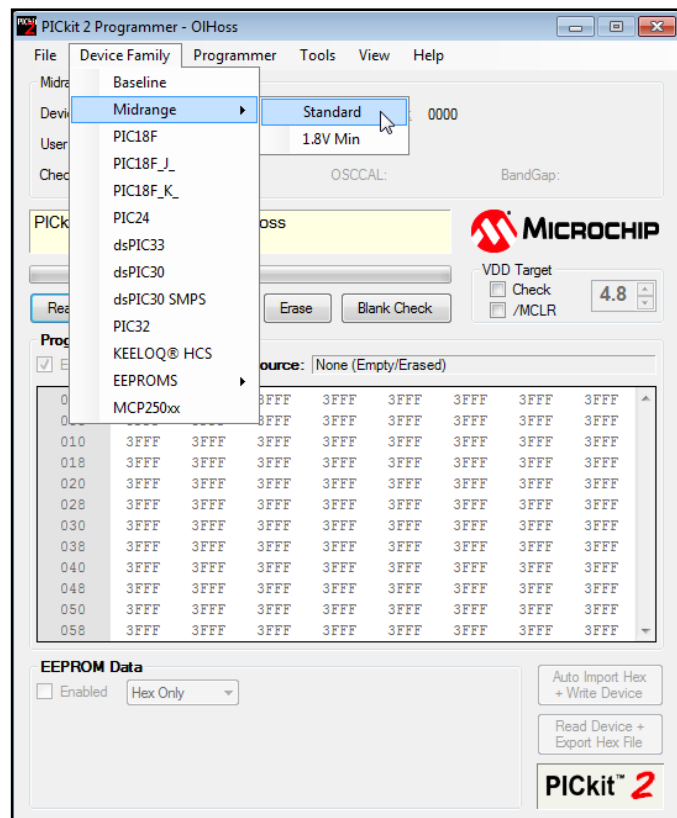 PICkit 2 Programmer - OlHoss
File Device Family Programmer Tools View Help
Baseline
Midrange
Standard
0000
1.8V Min
PIC18F
User
PIC18F_J_
OSCCAL: BandGap:
PIC18F_K_
PIC24
PICk oss
MICROCHIP
dsPIC33
dsPIC30
VDD Target
Check
4.8
/MCLR
dsPIC30 SMPS
Erase Blank Check
PIC32
KEELOQ® HCS
ource: None (Empty/Erased)
EEPROMS
MCP250xx
3FFF 3FFF 3FFF 3FFF 3FFF 3FFF
3FFF 3FFF 3FFF 3FFF 3FFF
010 3FFF 3FFF 3FFF 3FFF 3FFF 3FFF 3FFF 3FFF
018 3FFF 3FFF 3FFF 3FFF 3FFF 3FFF 3FFF 3FFF
020 3FFF 3FFF 3FFF 3FFF 3FFF 3FFF 3FFF 3FFF
028 3FFF 3FFF 3FFF 3FFF 3FFF 3FFF 3FFF 3FFF
030 3FFF 3FFF 3FFF 3FFF 3FFF 3FFF 3FFF 3FFF
038 3FFF 3FFF 3FFF 3FFF 3FFF 3FFF 3FFF 3FFF
040 3FFF 3FFF 3FFF 3FFF 3FFF 3FFF 3FFF 3FFF
048 3FFF 3FFF 3FFF 3FFF 3FFF 3FFF 3FFF 3FFF
050 3FFF 3FFF 3FFF 3FFF 3FFF 3FFF 3FFF 3FFF
058 3FFF 3FFF 3FFF 3FFF 3FFF 3FFF 3FFF 3FFF
EEPROM Data
Enabled Hex Only
Auto Import Hex
+ Write Device
Read Device +
Export Hex File
PICkit™ 2